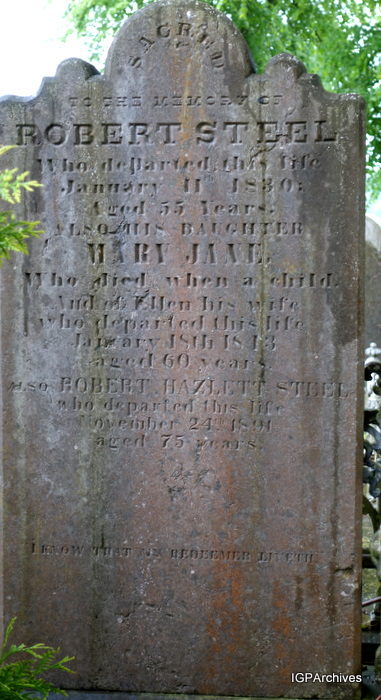 SACRED
TO THE MEMORY OF
ROBERT STEEL
Who departed this life
January 11 1830:
Aged 55 Years.
ALSO HIS DAUGHTER
MARY JANE.
Who died when a child.
And of Ellen his wife
who departed this life
January 18th 1843
aged 60 years.
ALSO ROBERT HAZLETT STEEL
who departed this life
November 24th 1891
aged 75 years.
I KNOW THAT MY REDEEMER LIVETH
IGPArchives